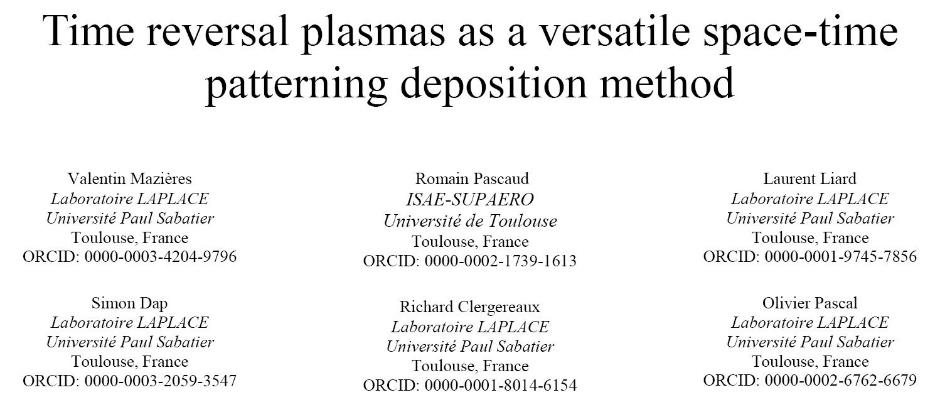 Time reversal plasmas as a versatile space-time
patterning deposition method
Valentin Mazières
Laboratoire LAPLACE
Université Paul Sabatier
Toulouse, France
ORCID: 0000-0003-4204-9796
Romain Pascaud
ISAE-SUPAERO
Université de Toulouse
Toulouse, France
ORCID: 0000-0002-1739-1613
Laurent Liard
Laboratoire LAPLACE
Université Paul Sabatier
Toulouse, France
ORCID: 0000-0001-9745-7856
Simon Dap
Laboratoire LAPLACE
Université Paul Sabatier
Toulouse, France
ORCID: 0000-0003-2059-3547
Richard Clergereaux
Laboratoire LAPLACE
Université Paul Sabatier
Toulouse, France
ORCID: 0000-0001-8014-6154
Olivier Pascal
Laboratoire LAPLACE
Université Paul Sabatier
Toulouse, France
ORCID: 0000-0002-6762-6679